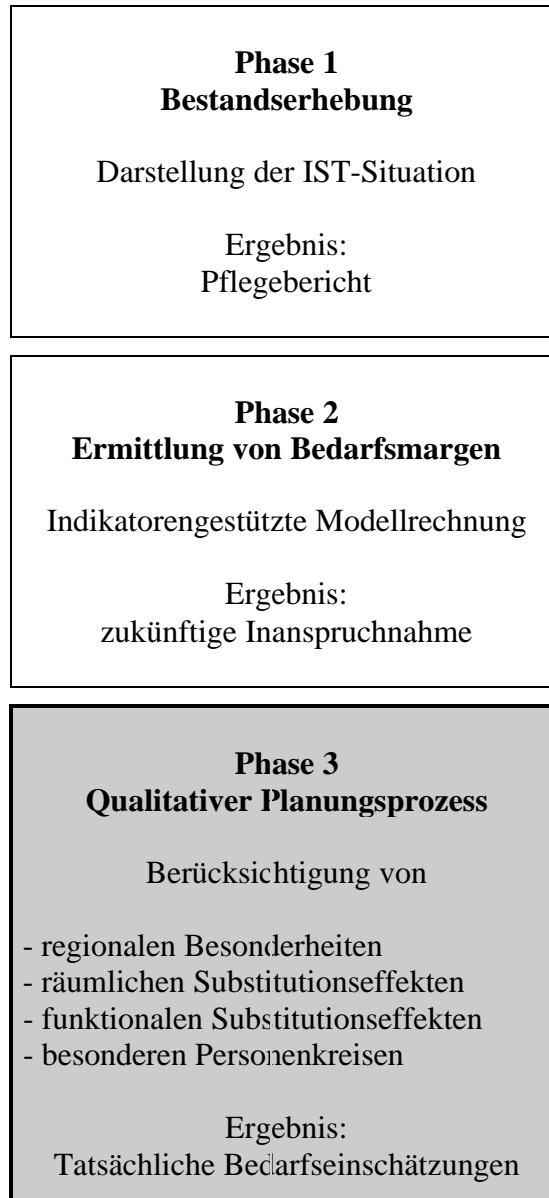 Phase 1
Bestandserhebung
Darstellung der IST-Situation
Ergebnis:
Pflegebericht
Phase 2
Ermittlung von Bedarfsmargen
Indikatorengestützte Modellrechnung
Ergebnis:
zukünftige Inanspruchnahme
Phase 3
Qualitativer Planungsprozess
Berücksichtigung von
- regionalen Besonderheiten
- räumlichen Substitutionseffekten
- funktionalen Substitutionseffekten
- besonderen Personenkreisen
Ergebnis:
Tatsächliche Bedarfseinschätzungen